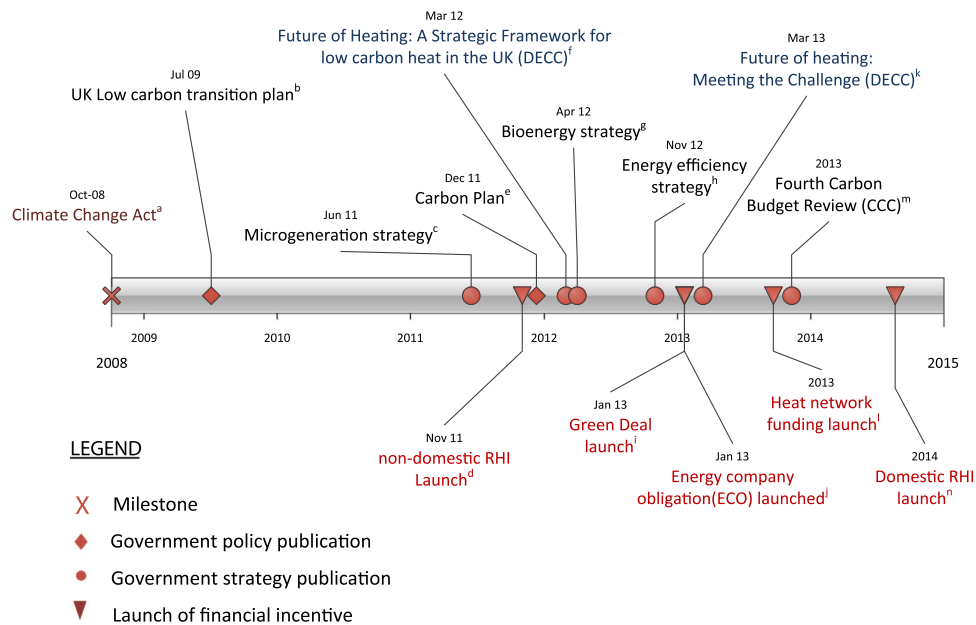 Mar 12
Future of Heating: A Strategic Framework for
low carbon heat in the UK (DECC)f
Mar 13
Future of heating:
Meeting the Challenge (DECC)k
Jul 09
UK Low carbon transition planb
Apr 12
Bioenergy strategyg
Nov 12
Energy efficiency
strategyh
2013
Fourth Carbon
Budget Review (CCC)m
Dec 11
Carbon Plane
Oct-08
Climate Change Acta
Jun 11
Microgeneration strategyc
2009
2010
2011
2012
2013
2014
2008
2015
Nov 11
non-domestic RHI
Launchd
Jan 13
Green Deal
launchi
Jan 13
Energy company
obligation(ECO) launchedj
2013
Heat network
funding launchl
2014
Domestic RHI
launchn
LEGEND
Milestone
Government policy publication
Government strategy publication
Launch of financial incentive